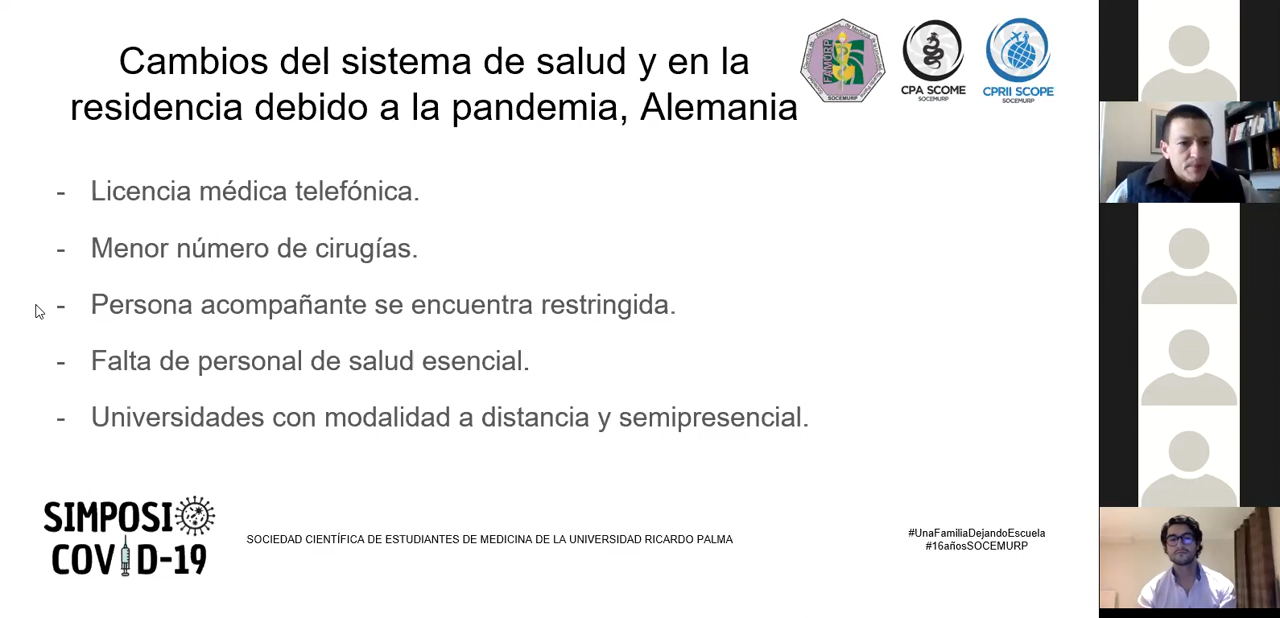 Cambios del sistema de salud y en la
residencia debido a la pandemia, Alemania
FAMURP
SOCEMURP
CPA SCOME
SOCEMURP
CPRII SCOPE
SOCEMURP
- Licencia médica telefónica.
- Menor número de cirugías.
- Persona acompañante se encuentra restringida.
- Falta de personal de salud esencial.
- Universidades con modalidad a distancia y semipresencial.
SIMPOSIO
COVID-19
SOCIEDAD CIENTÍFICA DE ESTUDIANTES DE MEDICINA DE LA UNIVERSIDAD RICARDO PALMA
#UnaFamiliaDejandoEscuela
#16añosSOCEMURP